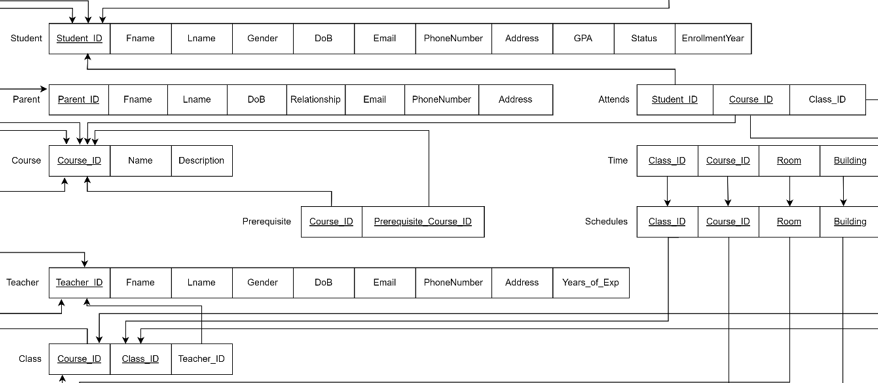 Student Student_ID Fname Lname Gender DoB Email PhoneNumber Address GPA Status EnrollmentYear
Parent Parent_ID Fname Lname DoB Relationship Email PhoneNumber Address
Attends Student_ID Course_ID Class_ID
Course Course_ID Name Description
Time Class_ID Course_ID Room Building
Prerequisite Course_ID Prerequisite_Course_ID
Schedules Class_ID Course_ID Room Building
Teacher Teacher_ID Fname Lname Gender DoB Email PhoneNumber Address Years_of_Exp
Class Course_ID Class_ID Teacher_ID